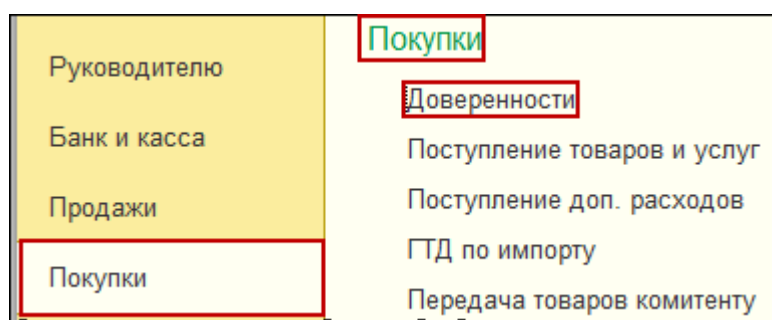 Руководителю
Банк и касса
Продажи
Покупки
Покупки
Доверенности
Поступление товаров и услуг
Поступление доп. расходов
ГТД по импорту
Передача товаров комитенту